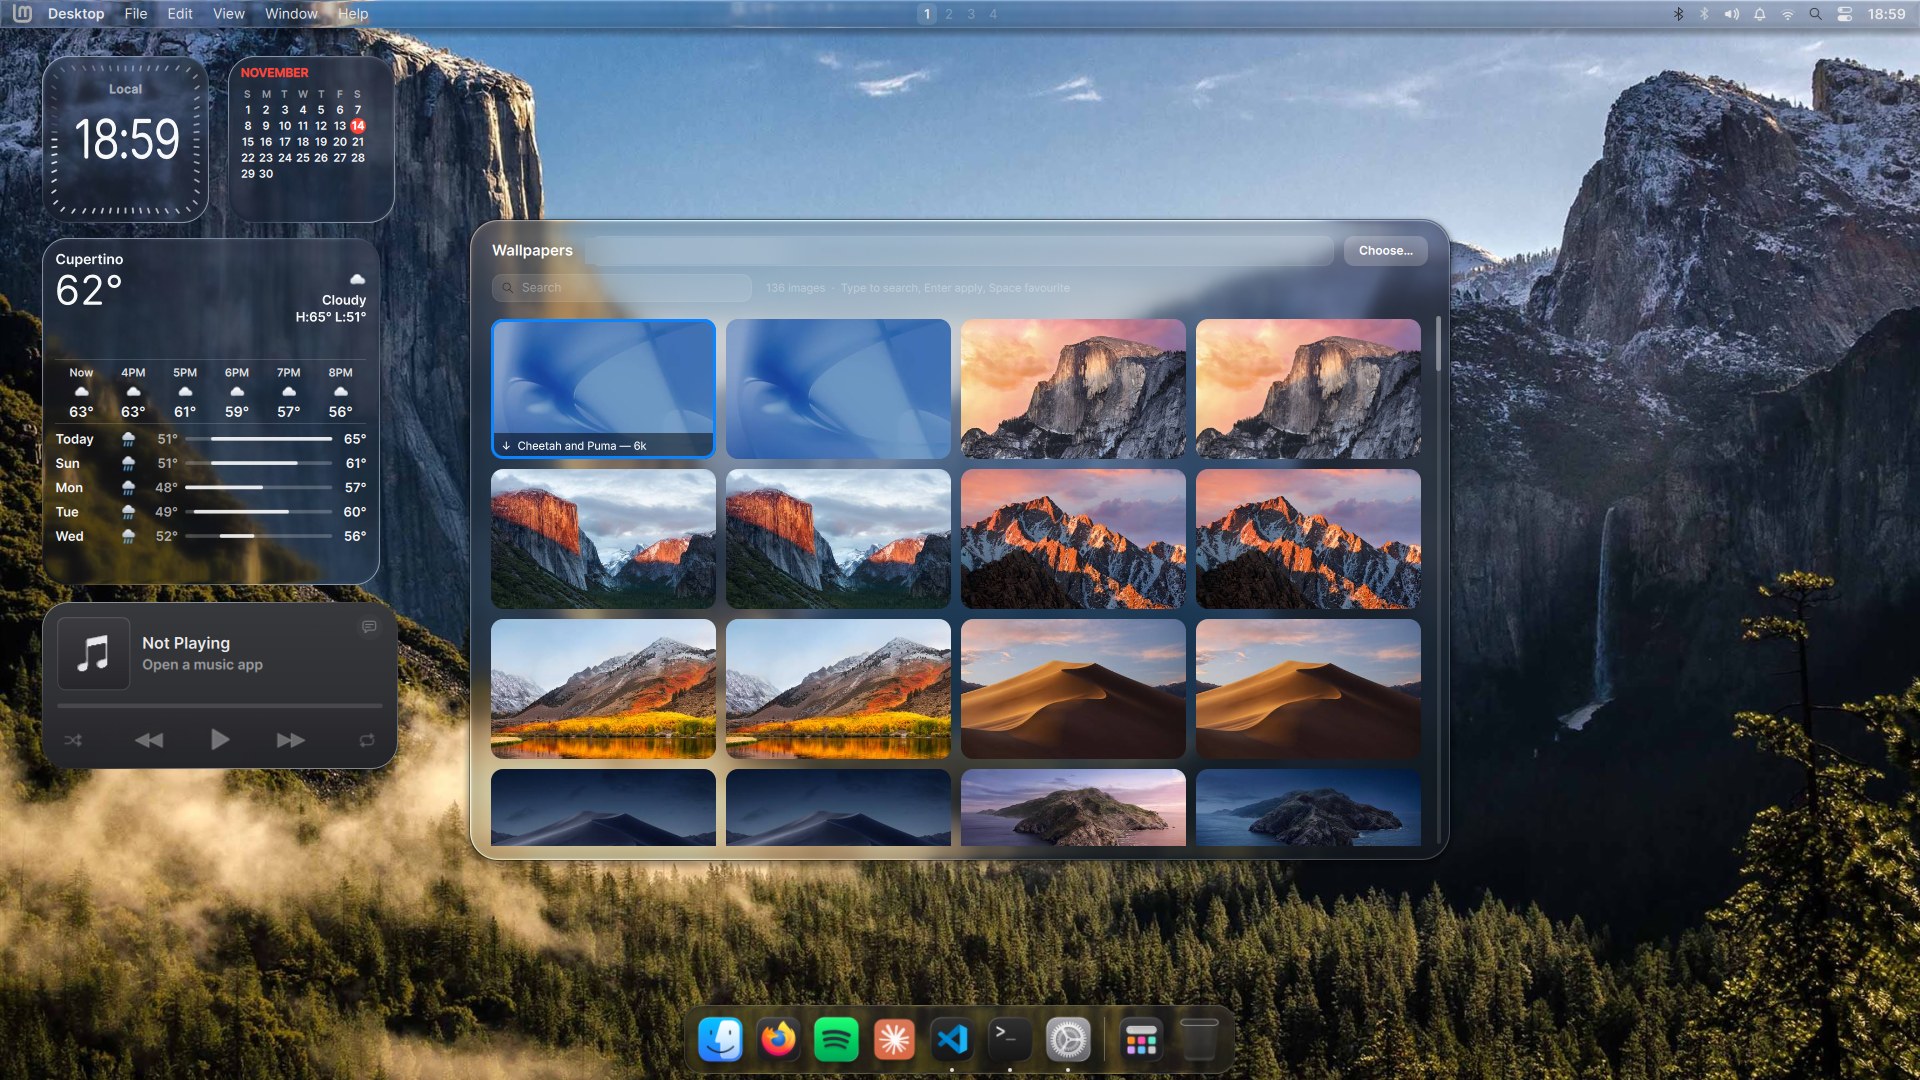 Desktop File Edit View Window Help
1 2 3 4
18:59
Local
18:59
NOVEMBER
S M T W T F S
1 2 3 4 5 6 7
8 9 10 11 12 13 14
15 16 17 18 19 20 21
22 23 24 25 26 27 28
29 30
Cupertino
62°
Cloudy
H:65° L:51°
Now 4PM 5PM 6PM 7PM 8PM
63° 63° 61° 59° 57° 56°
Today 51° 65°
Sun 51° 61°
Mon 48° 57°
Tue 49° 60°
Wed 52° 56°
Not Playing
Open a music app
Wallpapers
Choose...
Search
136 images · Type to search, Enter apply, Space favourite
↓ Cheetah and Puma — 6k
>_